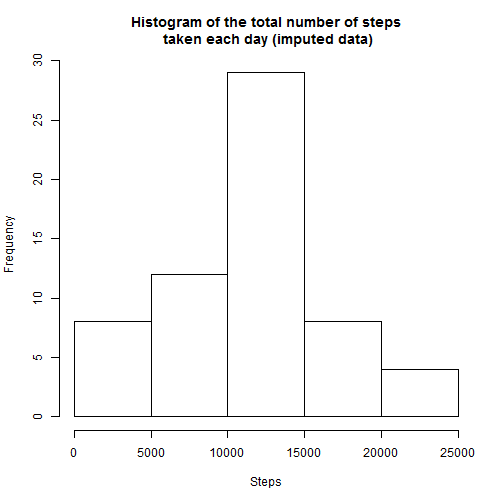 Histogram of the total number of steps
taken each day (imputed data)
30
25
20
15
10
5
0
Frequency
0 5000 10000 15000 20000 25000
Steps